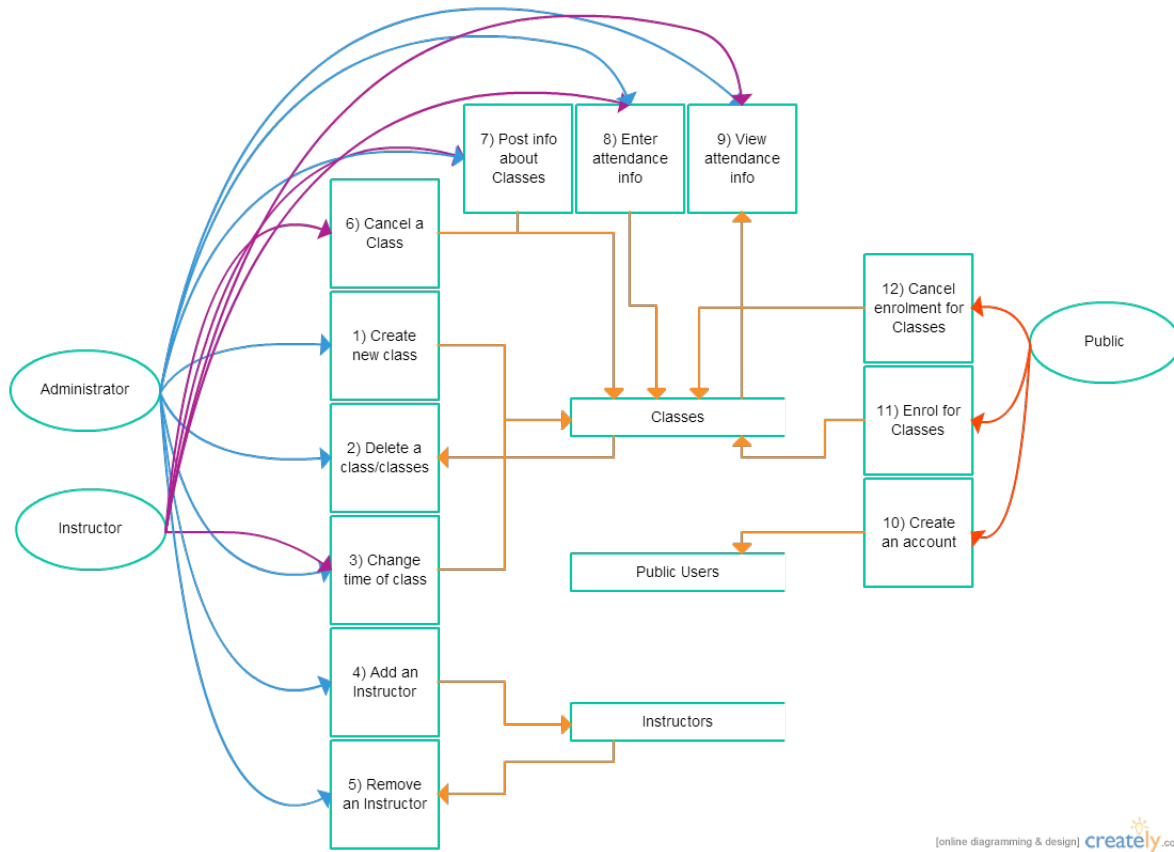 7) Post info
about
Classes
8) Enter
attendance
info
9) View
attendance
info
6) Cancel a
Class
12) Cancel
enrolment for
Classes
1) Create
new class
Public
Administrator
Classes
11) Enrol for
Classes
2) Delete a
class/classes
Instructor
10) Create
an account
3) Change
time of class
Public Users
4) Add an
Instructor
Instructors
5) Remove
an Instructor
[online diagramming & design] creately.co